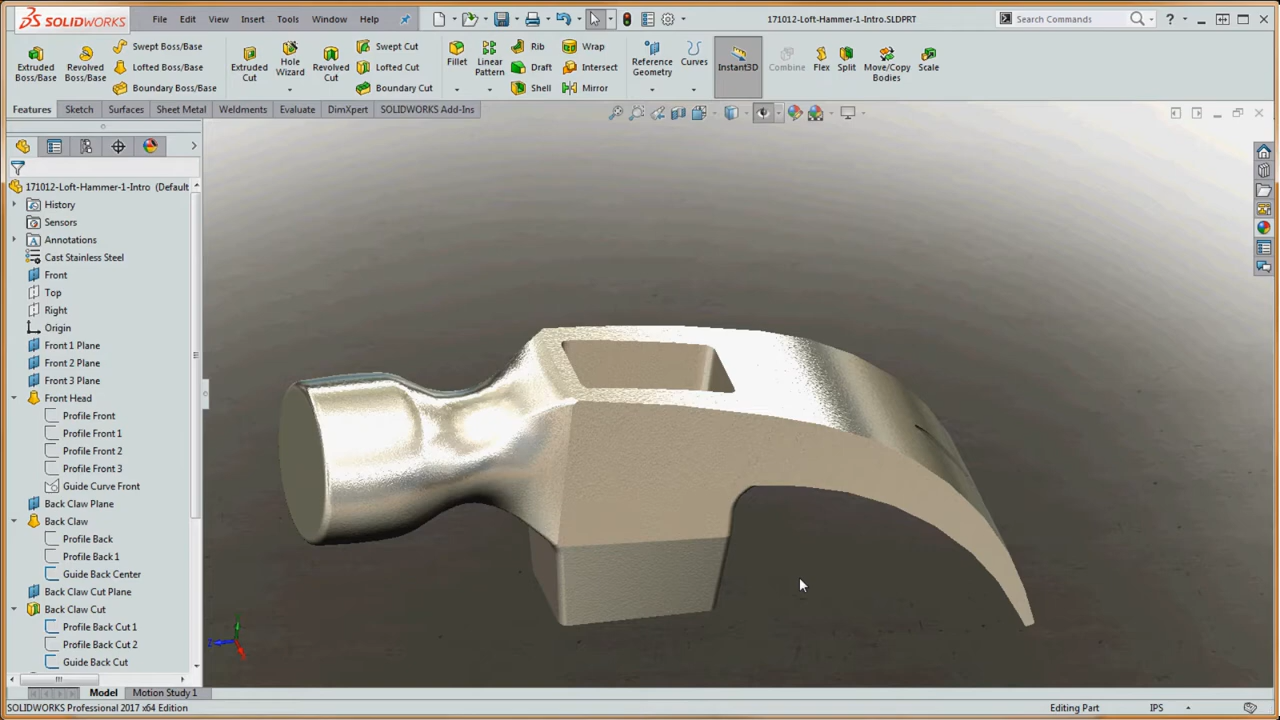 SOLIDWORKS File Edit View Insert Tools Window Help 171012-Loft-Hammer-1-Intro.SLDPRT Search Commands ?
Extruded Boss/Base
Revolved Boss/Base
Swept Boss/Base
Lofted Boss/Base
Boundary Boss/Base
Extruded Cut
Hole Wizard
Revolved Cut
Swept Cut
Lofted Cut
Boundary Cut
Fillet
Linear Pattern
Rib
Draft
Shell
Wrap
Intersect
Mirror
Reference Geometry
Curves
Instant3D
Combine
Flex
Split
Move/Copy Bodies
Scale
Features Sketch Surfaces Sheet Metal Weldments Evaluate DimXpert SOLIDWORKS Add-Ins
171012-Loft-Hammer-1-Intro (Default
History
Sensors
Annotations
Cast Stainless Steel
Front
Top
Right
Origin
Front 1 Plane
Front 2 Plane
Front 3 Plane
Front Head
Profile Front
Profile Front 1
Profile Front 2
Profile Front 3
Guide Curve Front
Back Claw Plane
Back Claw
Profile Back
Profile Back 1
Guide Back Center
Back Claw Cut Plane
Back Claw Cut
Profile Back Cut 1
Profile Back Cut 2
Guide Back Cut
Z
Model Motion Study 1
SOLIDWORKS Professional 2017 x64 Edition Editing Part IPS